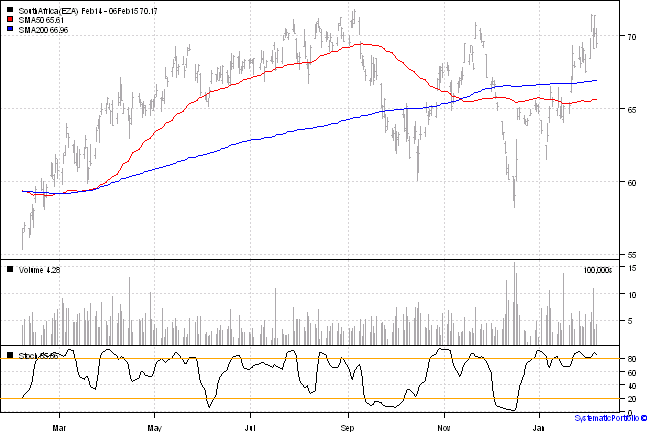 SouthAfrica(EZA) Feb14 - 06Feb15 70.17
SMA50 65.61
SMA200 66.96
70
65
60
55
Volume 4.28
100,000s
15
10
5
80
60
40
20
0
Mar May Jul Sep Nov Jan
SystematicPortfolio ©